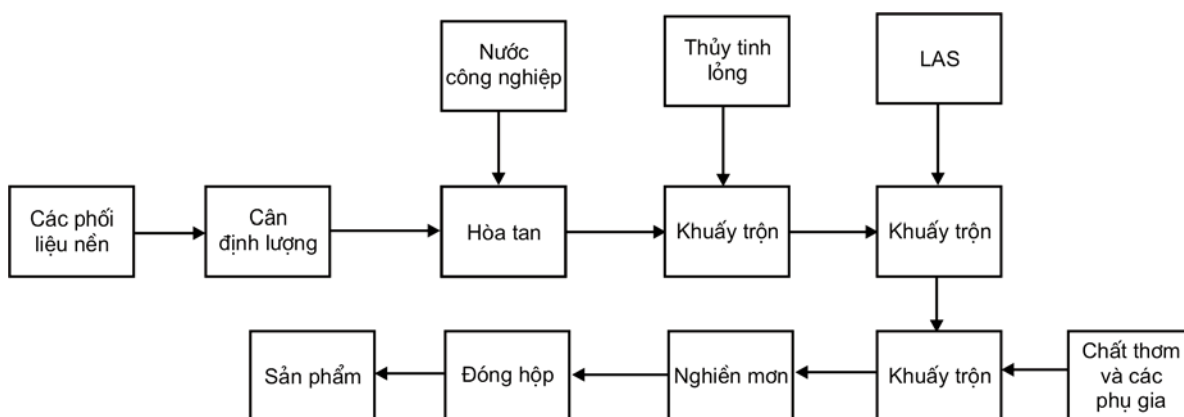 Nước
công nghiệp
Thủy tinh
lỏng
LAS
Các phối
liệu nền
Cân
định lượng
Hòa tan
Khuấy trộn
Khuấy trộn
Sản phẩm
Đóng hộp
Nghiền mơn
Khuấy trộn
Chất thơm
và các
phụ gia